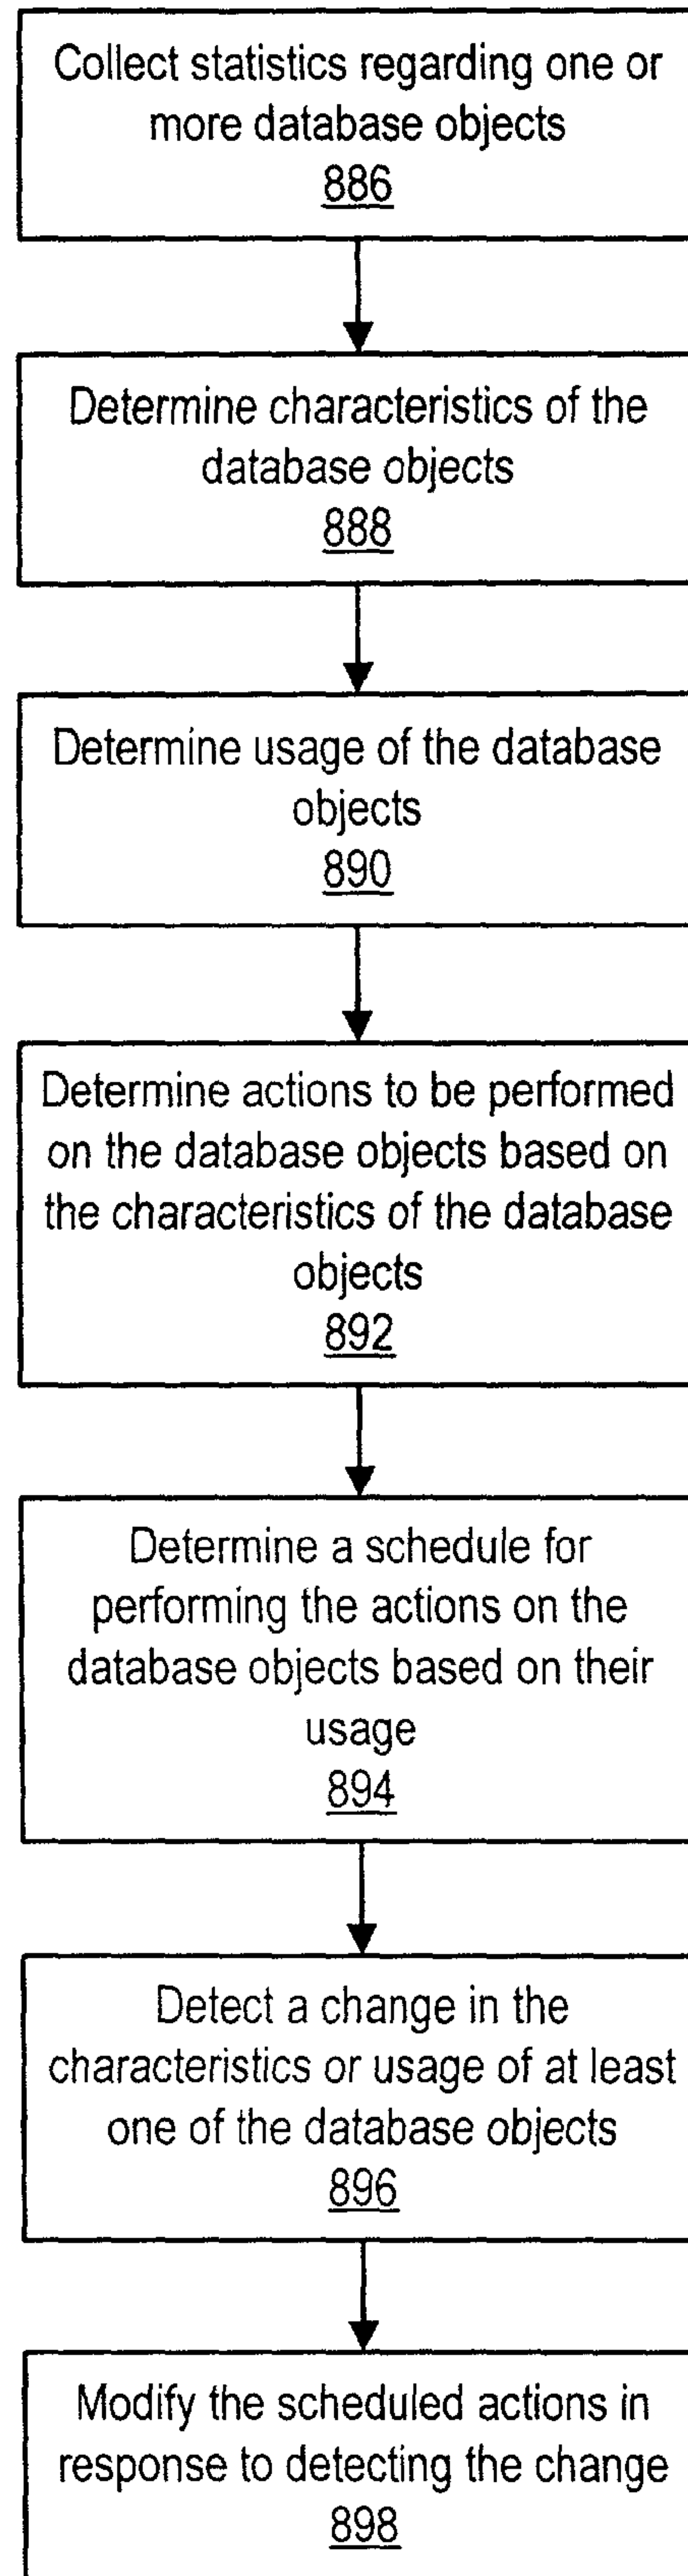 Collect statistics regarding one or
more database objects
886
Determine characteristics of the
database objects
888
Determine usage of the database
objects
890
Determine actions to be performed
on the database objects based on
the characteristics of the database
objects
892
Determine a schedule for
performing the actions on the
database objects based on their
usage
894
Detect a change in the
characteristics or usage of at least
one of the database objects
896
Modify the scheduled actions in
response to detecting the change
898